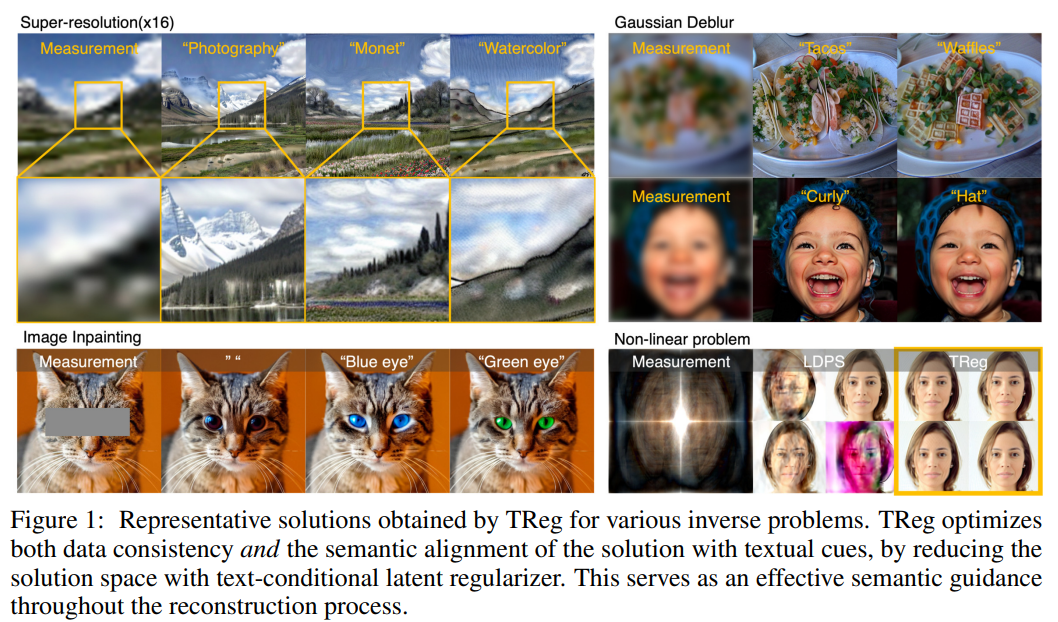 Super-resolution(x16)
Measurement "Photography" "Monet" "Watercolor"
Gaussian Deblur
Measurement "Tacos" "Waffles"
Measurement "Curly" "Hat"
Image Inpainting
Measurement ” “ “Blue eye” “Green eye”
Non-linear problem
Measurement LDPS TReg
Figure 1: Representative solutions obtained by TReg for various inverse problems. TReg optimizes
both data consistency and the semantic alignment of the solution with textual cues, by reducing the
solution space with text-conditional latent regularizer. This serves as an effective semantic guidance
throughout the reconstruction process.